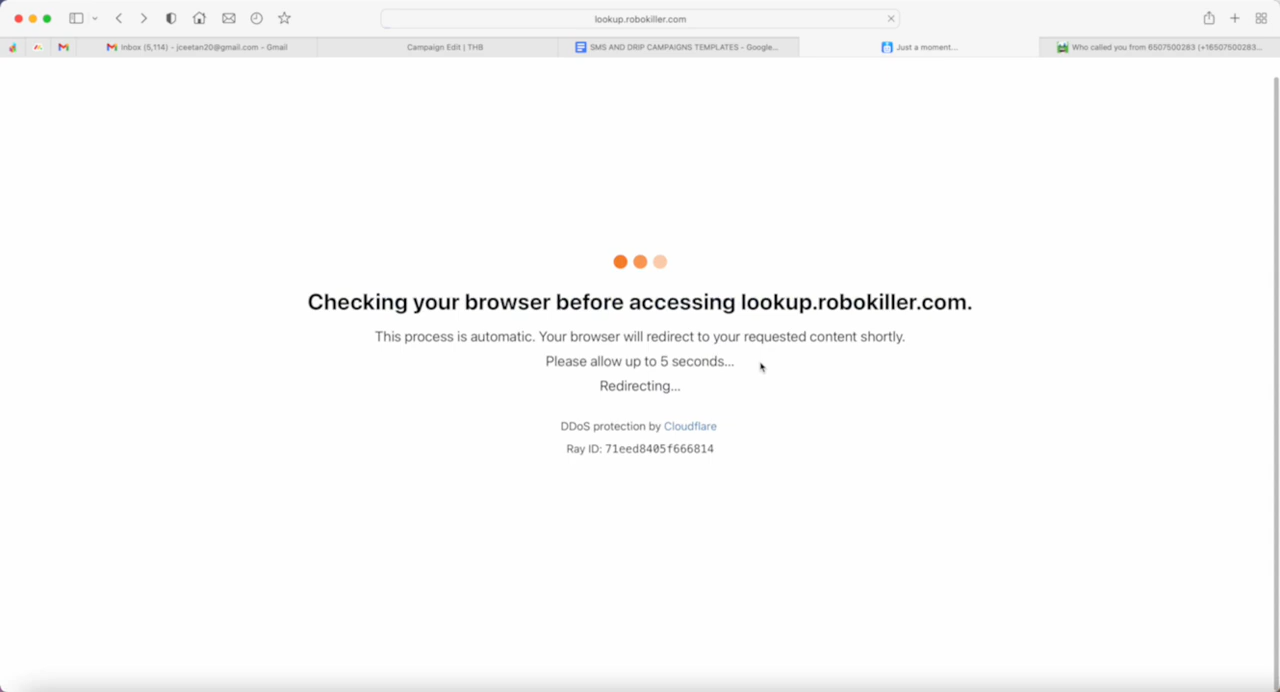 lookup.robokiller.com
Inbox (5,114) - jceetan20@gmail.com - Gmail
Campaign Edit | THB
SMS AND DRIP CAMPAIGNS TEMPLATES - Google...
Just a moment...
Who called you from 6507500283 (+16507500283...
Checking your browser before accessing lookup.robokiller.com.
This process is automatic. Your browser will redirect to your requested content shortly.
Please allow up to 5 seconds...
Redirecting...
DDoS protection by Cloudflare
Ray ID: 71eed8405f666814